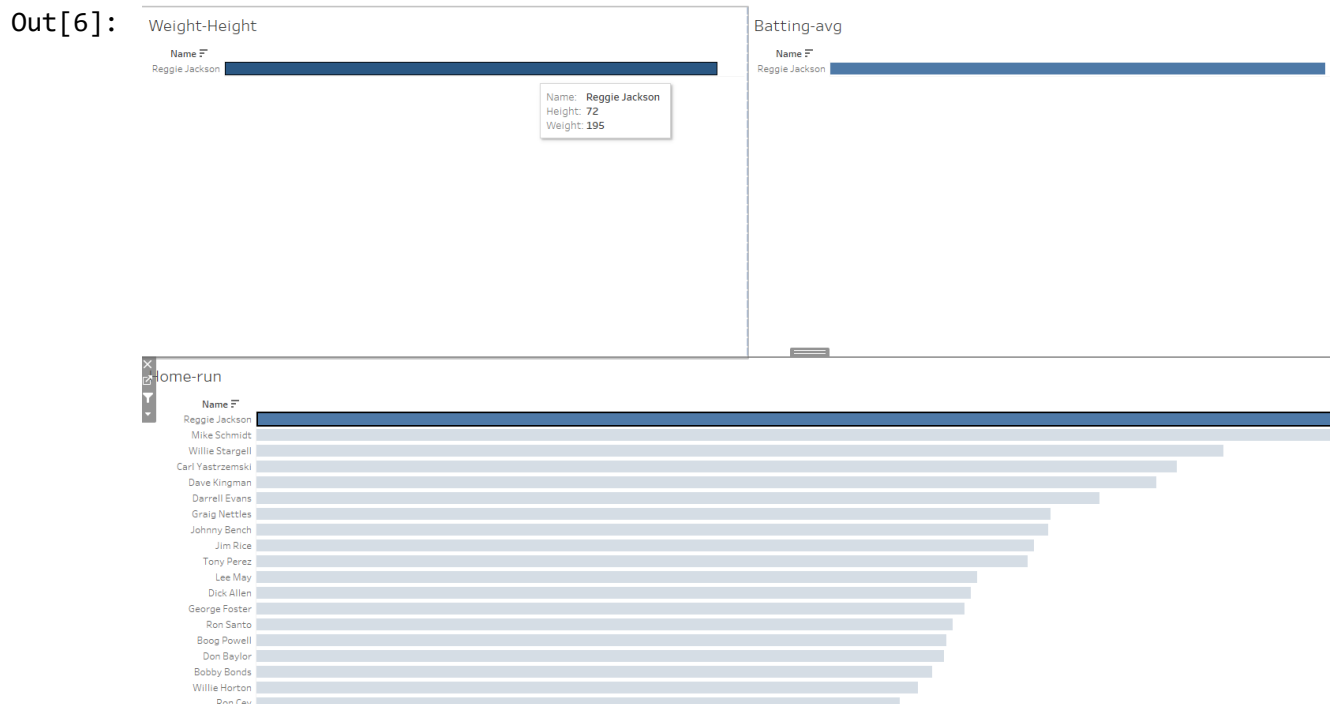 Out[6]:
Weight-Height
Name
Reggie Jackson
Name: Reggie Jackson
Height: 72
Weight: 195
Batting-avg
Name
Reggie Jackson
Home-run
Name
Reggie Jackson
Mike Schmidt
Willie Stargell
Carl Yastrzemski
Dave Kingman
Darrell Evans
Graig Nettles
Johnny Bench
Jim Rice
Tony Perez
Lee May
Dick Allen
George Foster
Ron Santo
Boog Powell
Don Baylor
Bobby Bonds
Willie Horton
Ron Cey